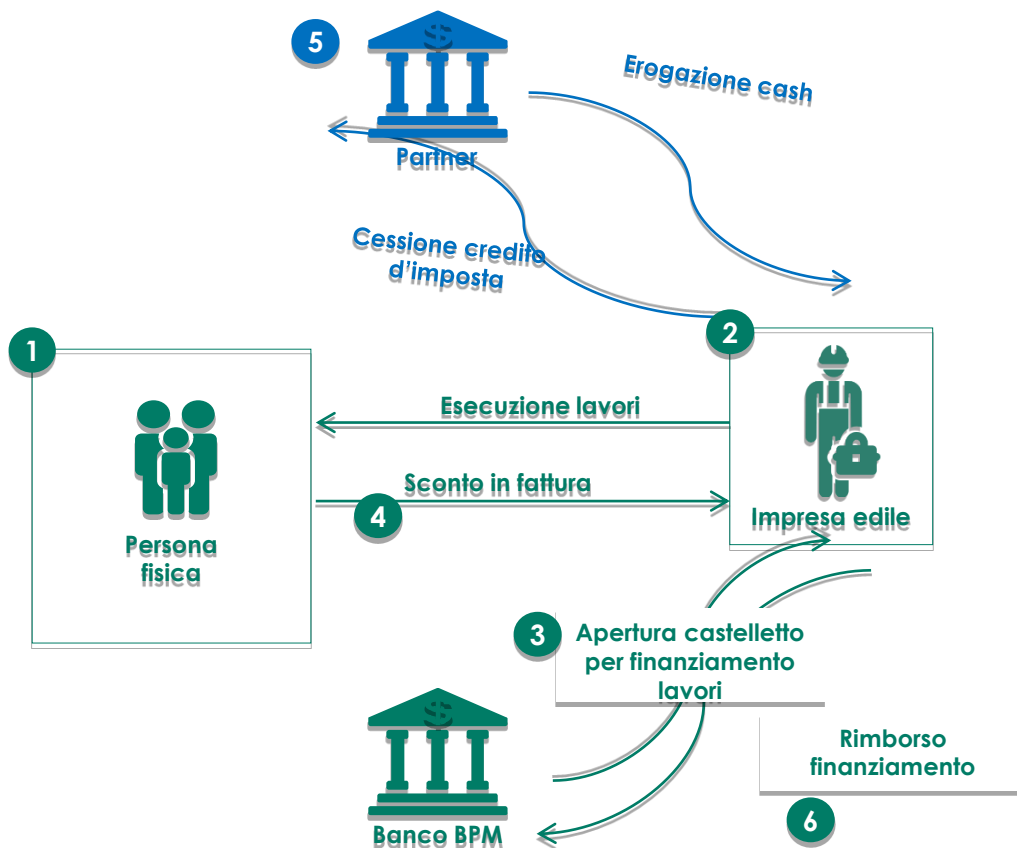 5
$
Erogazione cash
Partner
Cessione credito
d'imposta
1
2
Esecuzione lavori
Sconto in fattura
4
Impresa edile
Persona
fisica
3
Apertura castelletto
per finanziamento
lavori
$
Rimborso
finanziamento
Banco BPM
6